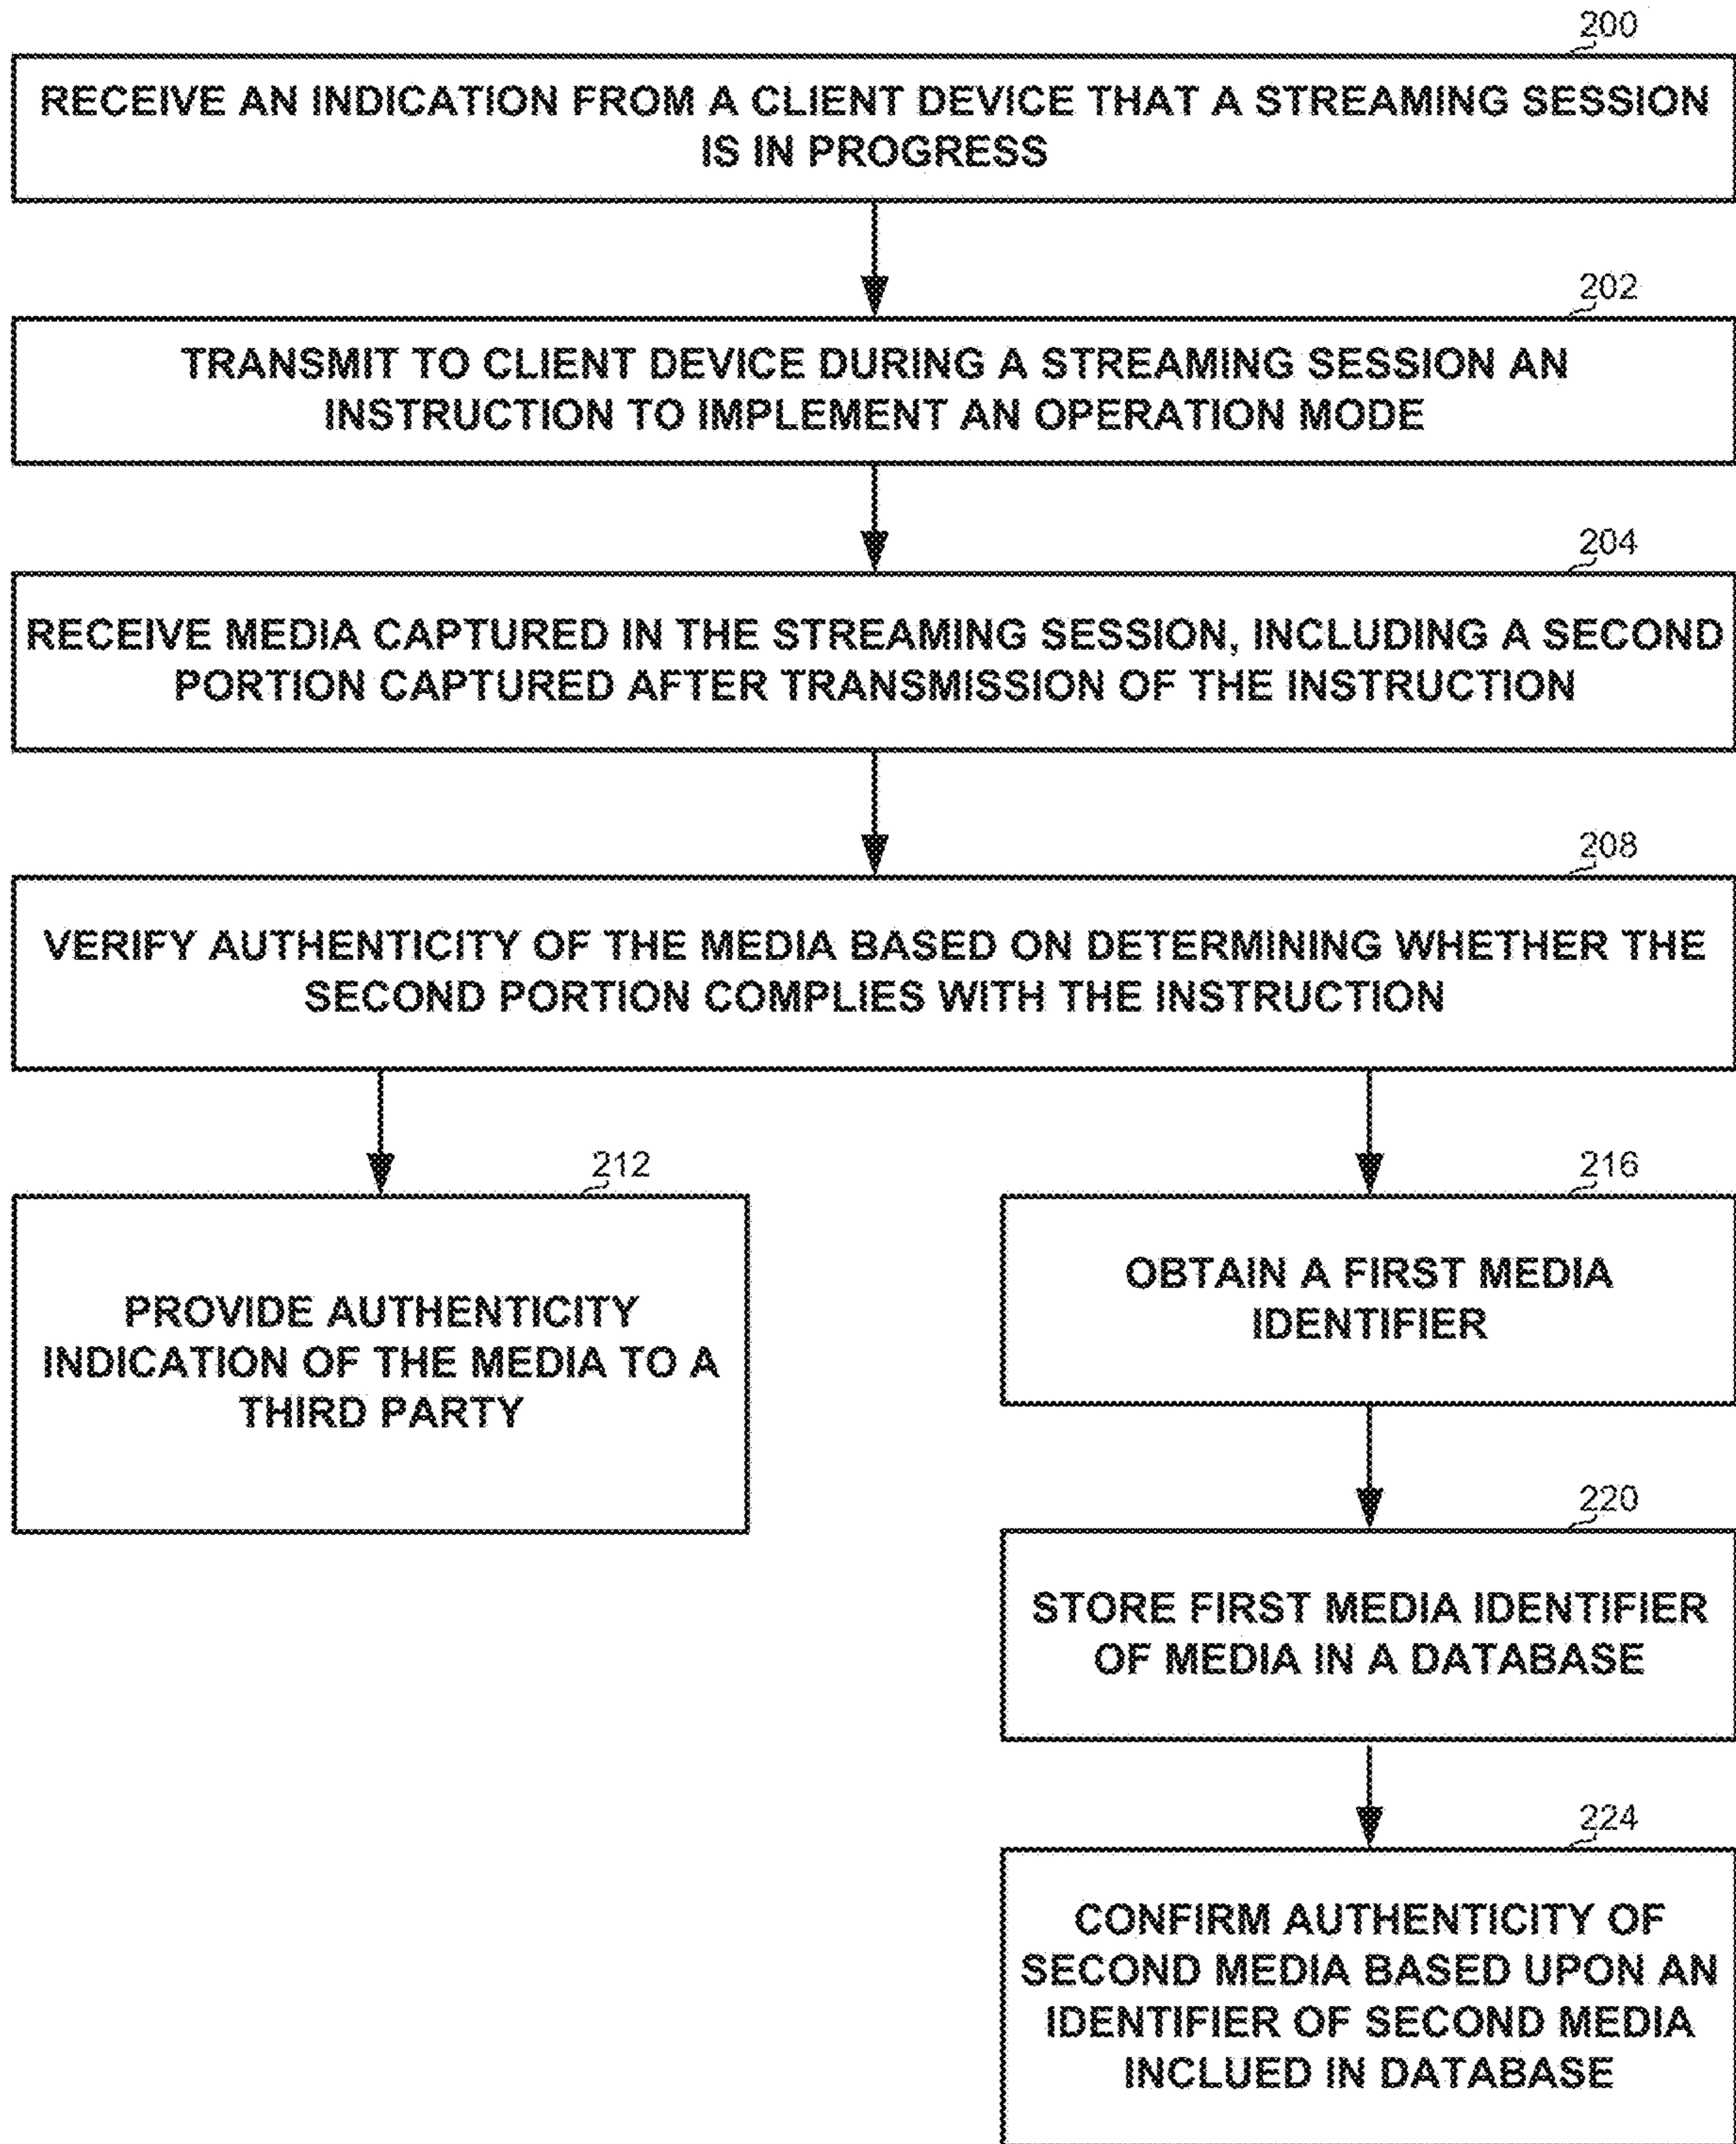 200
RECEIVE AN INDICATION FROM A CLIENT DEVICE THAT A STREAMING SESSION
IS IN PROGRESS
202
TRANSMIT TO CLIENT DEVICE DURING A STREAMING SESSION AN
INSTRUCTION TO IMPLEMENT AN OPERATION MODE
204
RECEIVE MEDIA CAPTURED IN THE STREAMING SESSION, INCLUDING A SECOND
PORTION CAPTURED AFTER TRANSMISSION OF THE INSTRUCTION
208
VERIFY AUTHENTICITY OF THE MEDIA BASED ON DETERMINING WHETHER THE
SECOND PORTION COMPLIES WITH THE INSTRUCTION
212
PROVIDE AUTHENTICITY
INDICATION OF THE MEDIA TO A
THIRD PARTY
216
OBTAIN A FIRST MEDIA
IDENTIFIER
220
STORE FIRST MEDIA IDENTIFIER
OF MEDIA IN A DATABASE
224
CONFIRM AUTHENTICITY OF
SECOND MEDIA BASED UPON AN
IDENTIFIER OF SECOND MEDIA
INCLUED IN DATABASE